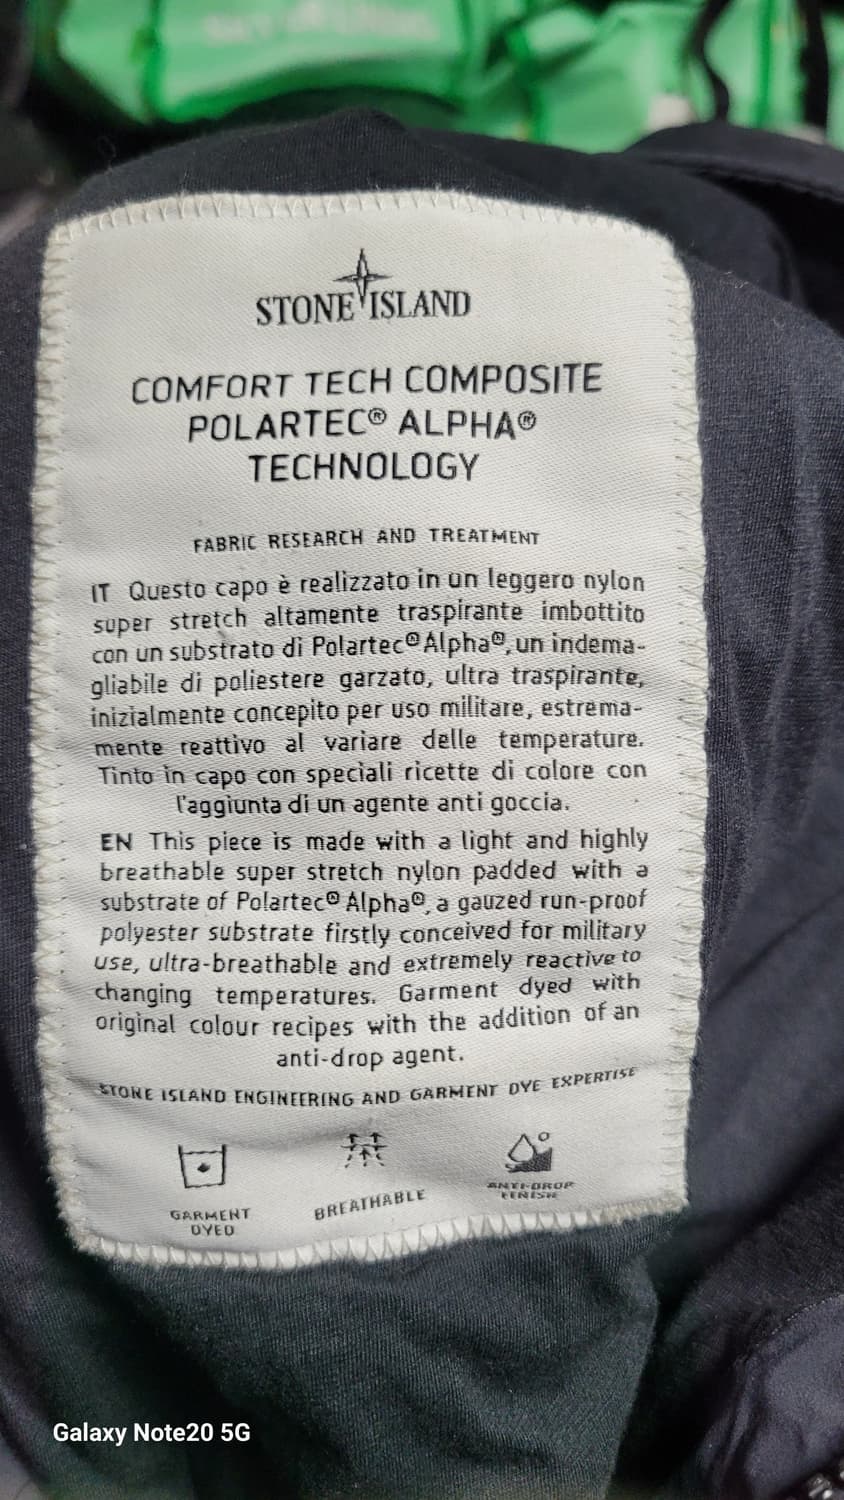 STONE ISLAND
COMFORT TECH COMPOSITE
POLARTEC® ALPHA®
TECHNOLOGY
FABRIC RESEARCH AND TREATMENT
IT Questo capo è realizzato in un leggero nylon
super stretch altamente traspirante imbottito
con un substrato di Polartec® Alpha®, un indema-
gliabile di poliestere garzato, ultra traspirante,
inizialmente concepito per uso militare, estrema-
mente reattivo al variare delle temperature.
Tinto in capo con speciali ricette di colore con
l'aggiunta di un agente anti goccia.
EN This piece is made with a light and highly
breathable super stretch nylon padded with a
substrate of Polartec® Alpha®, a gauzed run-proof
polyester substrate firstly conceived for military
use, ultra-breathable and extremely reactive to
changing temperatures. Garment dyed with
original colour recipes with the addition of an
anti-drop agent.
STONE ISLAND ENGINEERING AND GARMENT DYE EXPERTISE
GARMENT
DYED
BREATHABLE
ANTI-DROP
FINISH
Galaxy Note20 5G